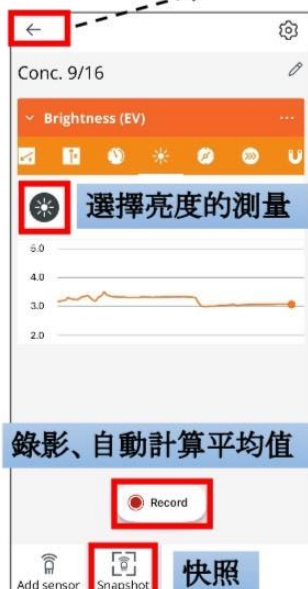 Conc. 9/16
Brightness (EV)
選擇亮度的測量
5.0
4.0
3.0
2.0
錄影、自動計算平均值
Record
Add sensor
Snapshot
快照